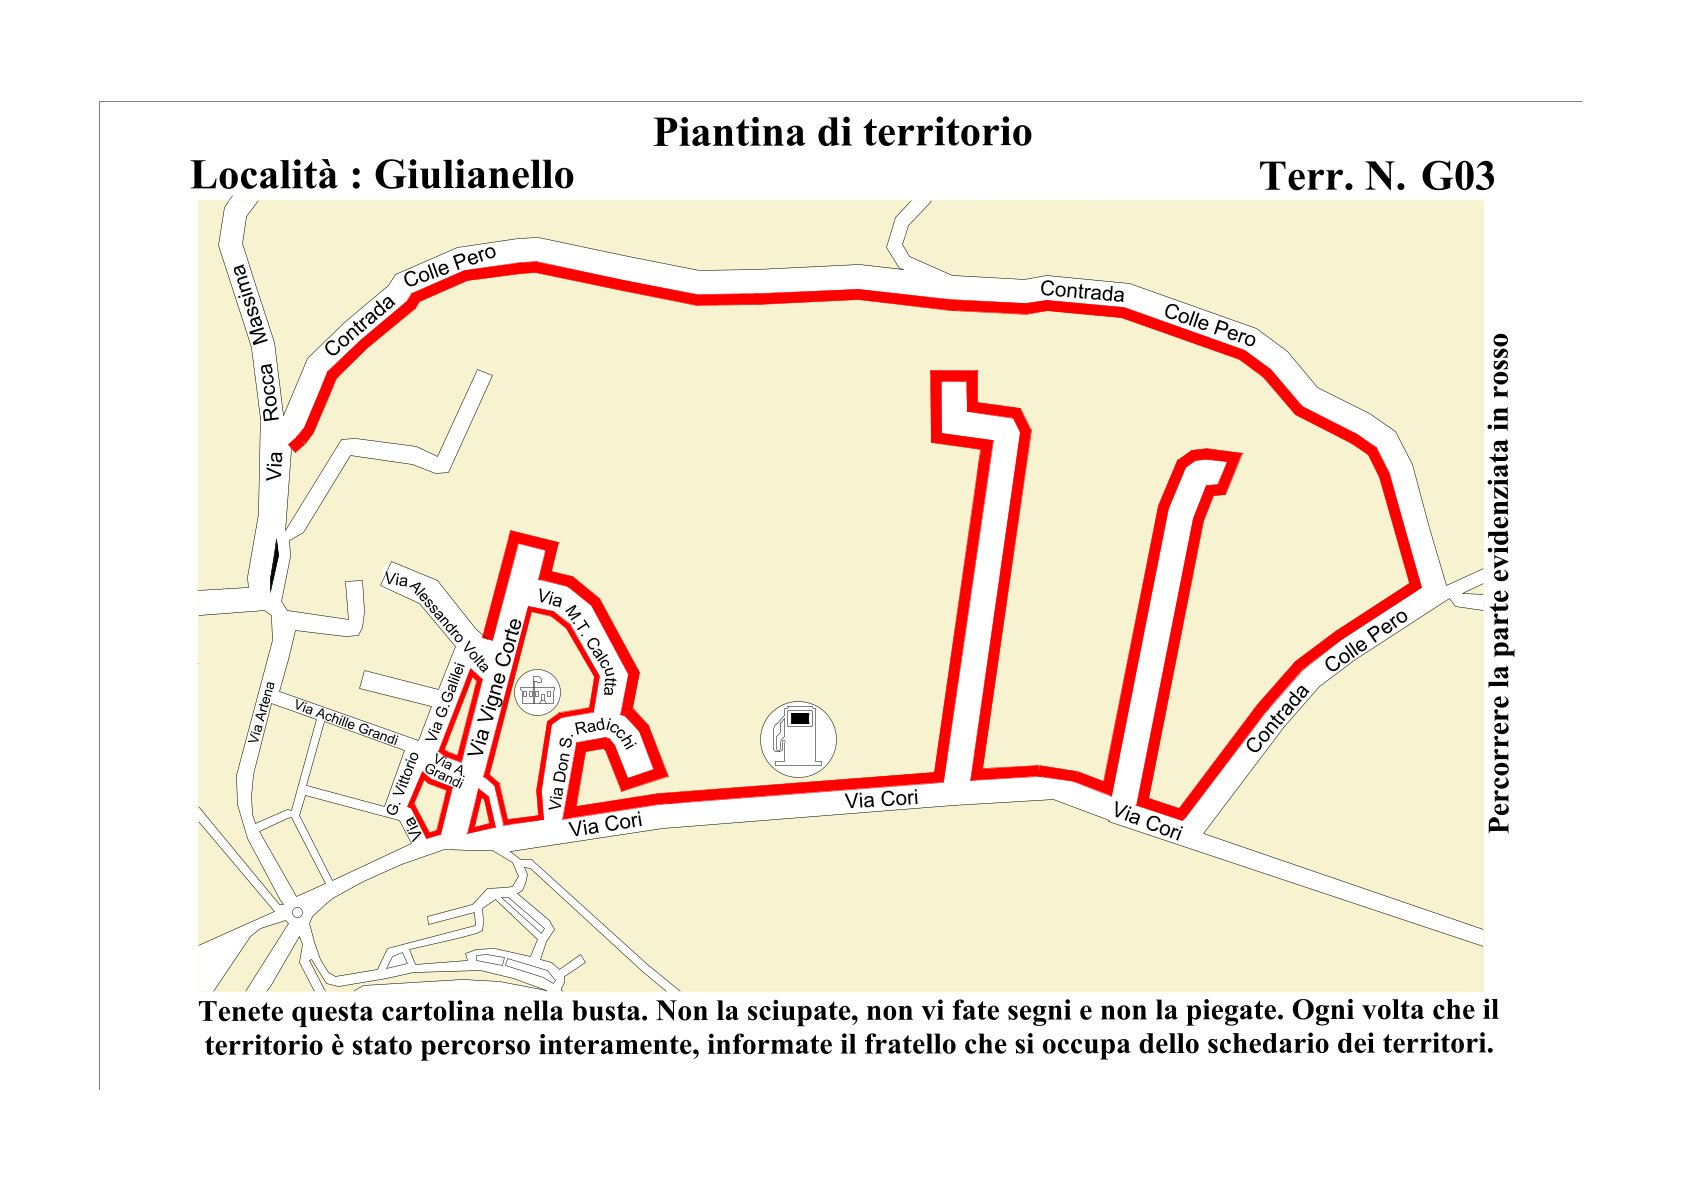 Piantina di territorio
Località : Giulianello
Terr. N. G03
Colle Pero
Contrada
Contrada
Colle Pero
Via Rocca Massima
Via Alessandro Volta
Via M.T. Calcutta
Via Vigne Corte
Via G.Galilei
Via Artena
Via Achille Grandi
Via A.
Grandi
Via G. Vittorio
Via Don S. Radicchi
Via Cori
Via Cori
Via Cori
Contrada
Colle Pero
Percorrere la parte evidenziata in rosso
Tenete questa cartolina nella busta. Non la sciupate, non vi fate segni e non la piegate. Ogni volta che il
territorio è stato percorso interamente, informate il fratello che si occupa dello schedario dei territori.